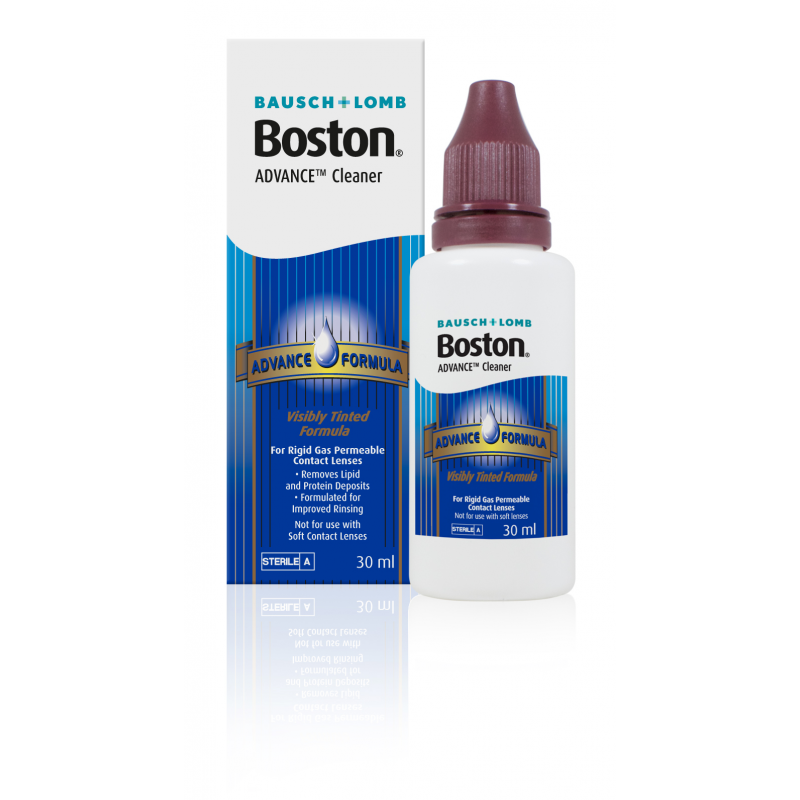 BAUSCH+LOMB
Boston®
ADVANCE™ Cleaner
ADVANCE FORMULA
Visibly Tinted
Formula
For Rigid Gas Permeable
Contact Lenses
• Removes Lipid
and Protein Deposits
• Formulated for
Improved Rinsing
Not for use with
Soft Contact Lenses
STERILE A
30 ml
BAUSCH+LOMB
Boston®
ADVANCE™ Cleaner
ADVANCE FORMULA
Visibly Tinted Formula
For Rigid Gas Permeable
Contact Lenses
Not for use with soft lenses
STERILE A
30 ml